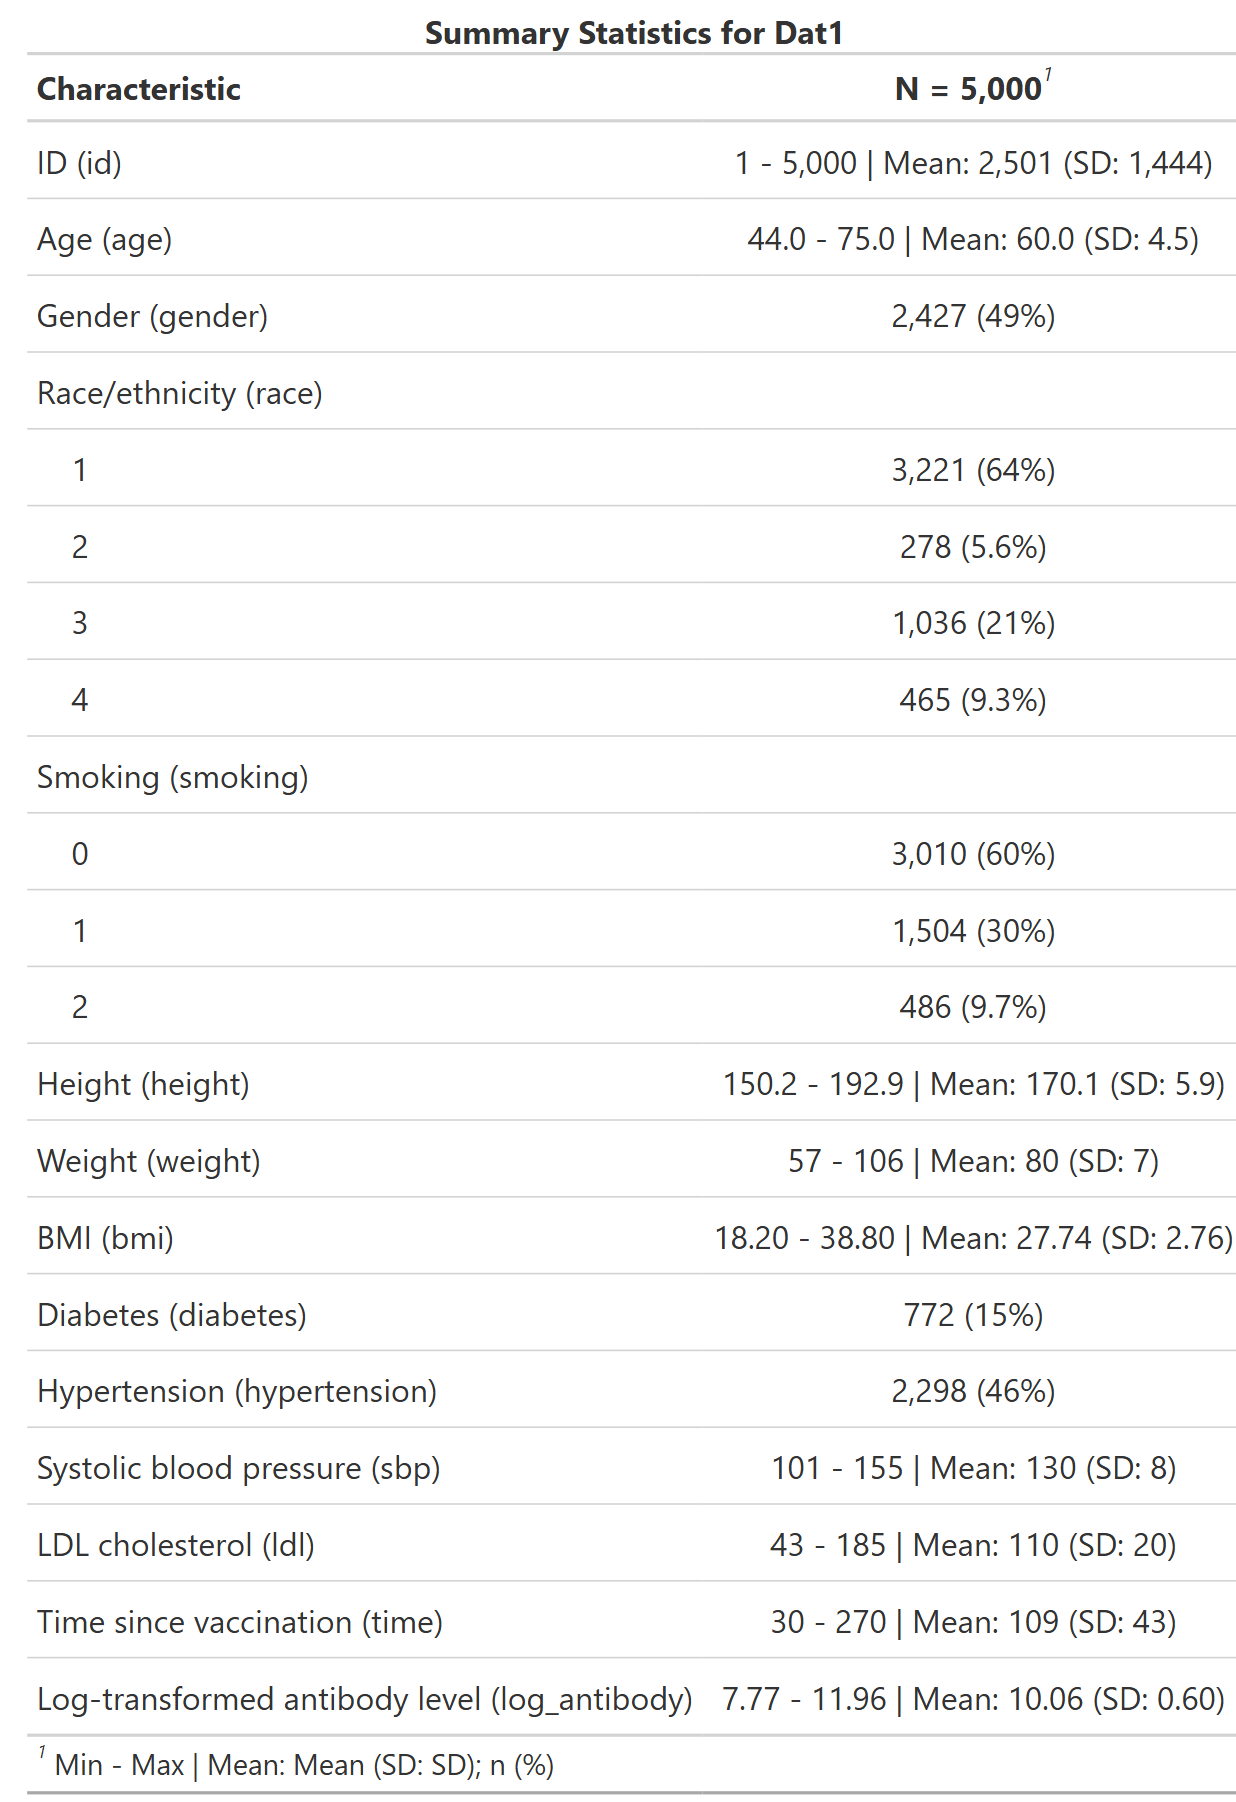 Summary Statistics for Dat1
Characteristic N = 5,000¹
ID (id) 1 - 5,000 | Mean: 2,501 (SD: 1,444)
Age (age) 44.0 - 75.0 | Mean: 60.0 (SD: 4.5)
Gender (gender) 2,427 (49%)
Race/ethnicity (race)
1 3,221 (64%)
2 278 (5.6%)
3 1,036 (21%)
4 465 (9.3%)
Smoking (smoking)
0 3,010 (60%)
1 1,504 (30%)
2 486 (9.7%)
Height (height) 150.2 - 192.9 | Mean: 170.1 (SD: 5.9)
Weight (weight) 57 - 106 | Mean: 80 (SD: 7)
BMI (bmi) 18.20 - 38.80 | Mean: 27.74 (SD: 2.76)
Diabetes (diabetes) 772 (15%)
Hypertension (hypertension) 2,298 (46%)
Systolic blood pressure (sbp) 101 - 155 | Mean: 130 (SD: 8)
LDL cholesterol (ldl) 43 - 185 | Mean: 110 (SD: 20)
Time since vaccination (time) 30 - 270 | Mean: 109 (SD: 43)
Log-transformed antibody level (log_antibody) 7.77 - 11.96 | Mean: 10.06 (SD: 0.60)
¹ Min - Max | Mean: Mean (SD: SD); n (%)